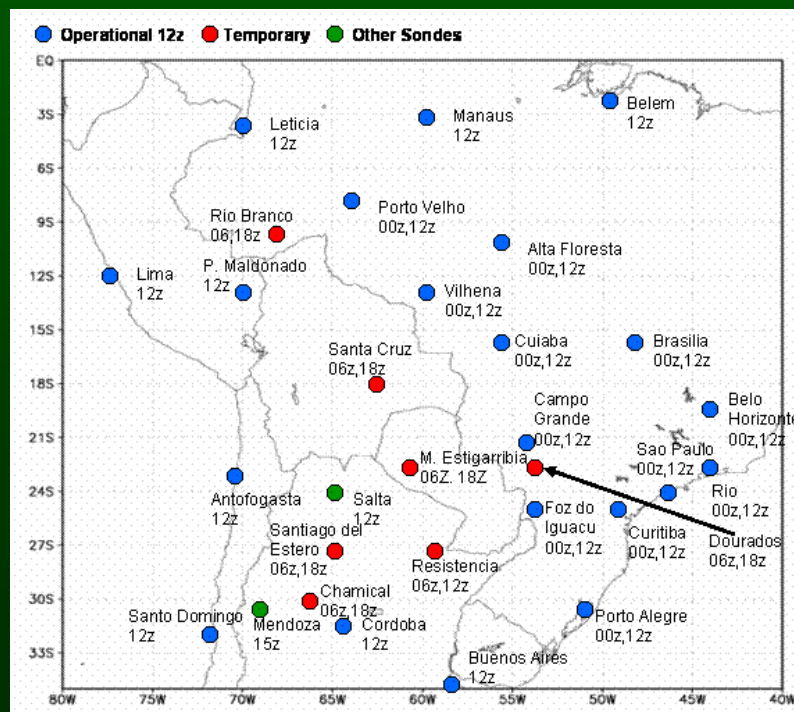 Operational 12z Temporary Other Sondes
EQ
3S
6S
9S
12S
15S
18S
21S
24S
27S
30S
33S
80W 75W 70W 65W 60W 55W 50W 45W 40W
Leticia
12z
Manaus
12z
Belem
12z
Rio Branco
06,18z
Porto Velho
00z,12z
Alta Floresta
00z,12z
Lima
12z
P. Maldonado
12z
Vilhena
00z,12z
Santa Cruz
06z,18z
Cuiaba
00z,12z
Brasilia
00z,12z
Campo
Grande
00z,12z
Belo
Horizonte
00z,12z
M. Estigarribia
06Z. 18Z
Sao Paulo
00z,12z
Rio
00z,12z
Antofogasta
12z
Salta
12z
Foz do
Iguacu
00z,12z
Curitiba
00z,12z
Dourados
06z,18z
Santiago del
Estero
06z,18z
Resistencia
06z,12z
Chamical
06z,18z
Santo Domingo
12z
Mendoza
15z
Cordoba
12z
Porto Alegre
00z,12z
Buenos Aires
12z